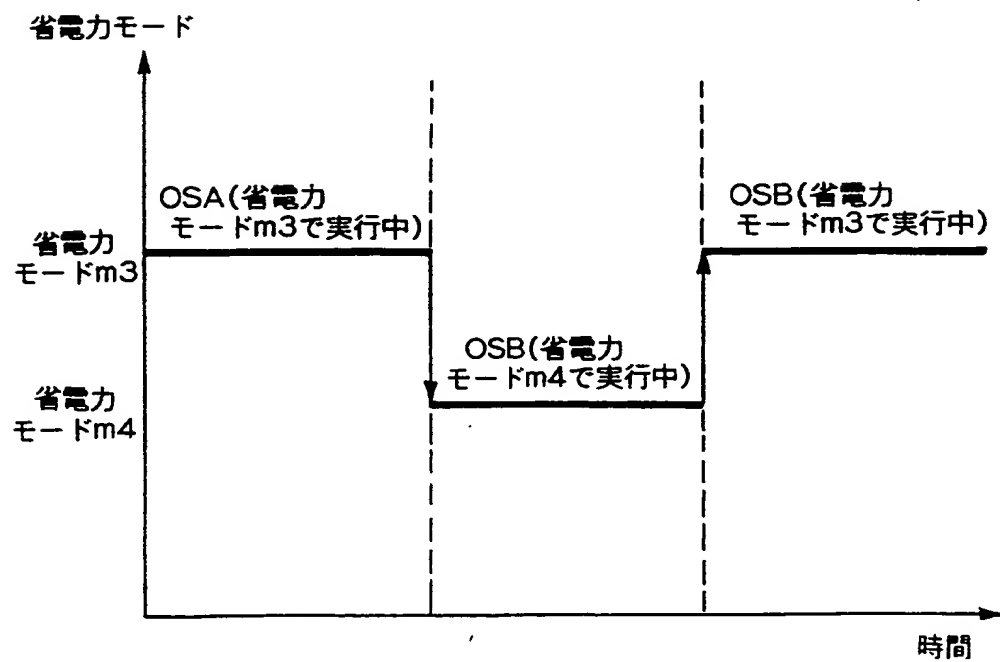 省電力モード
OSA(省電力
モードm3で実行中)
OSB(省電力
モードm3で実行中)
省電力
モードm3
OSB(省電力
モードm4で実行中)
省電力
モードm4
時間